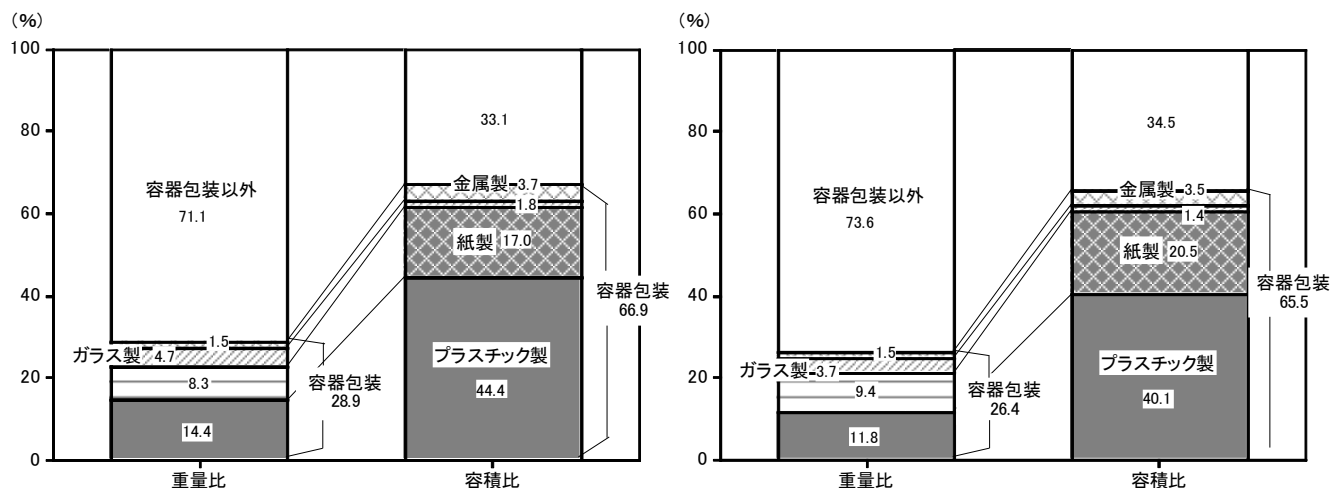 (%)
100
80
60
40
20
0
容器包装以外
71.1
1.5
ガラス製 4.7
8.3
14.4
容器包装
28.9
重量比
33.1
金属製 3.7
1.8
紙製 17.0
プラスチック製
44.4
容器包装
66.9
容積比
(%)
100
80
60
40
20
0
容器包装以外
73.6
1.5
ガラス製 3.7
9.4
11.8
容器包装
26.4
重量比
34.5
金属製 3.5
1.4
紙製 20.5
プラスチック製
40.1
容器包装
65.5
容積比